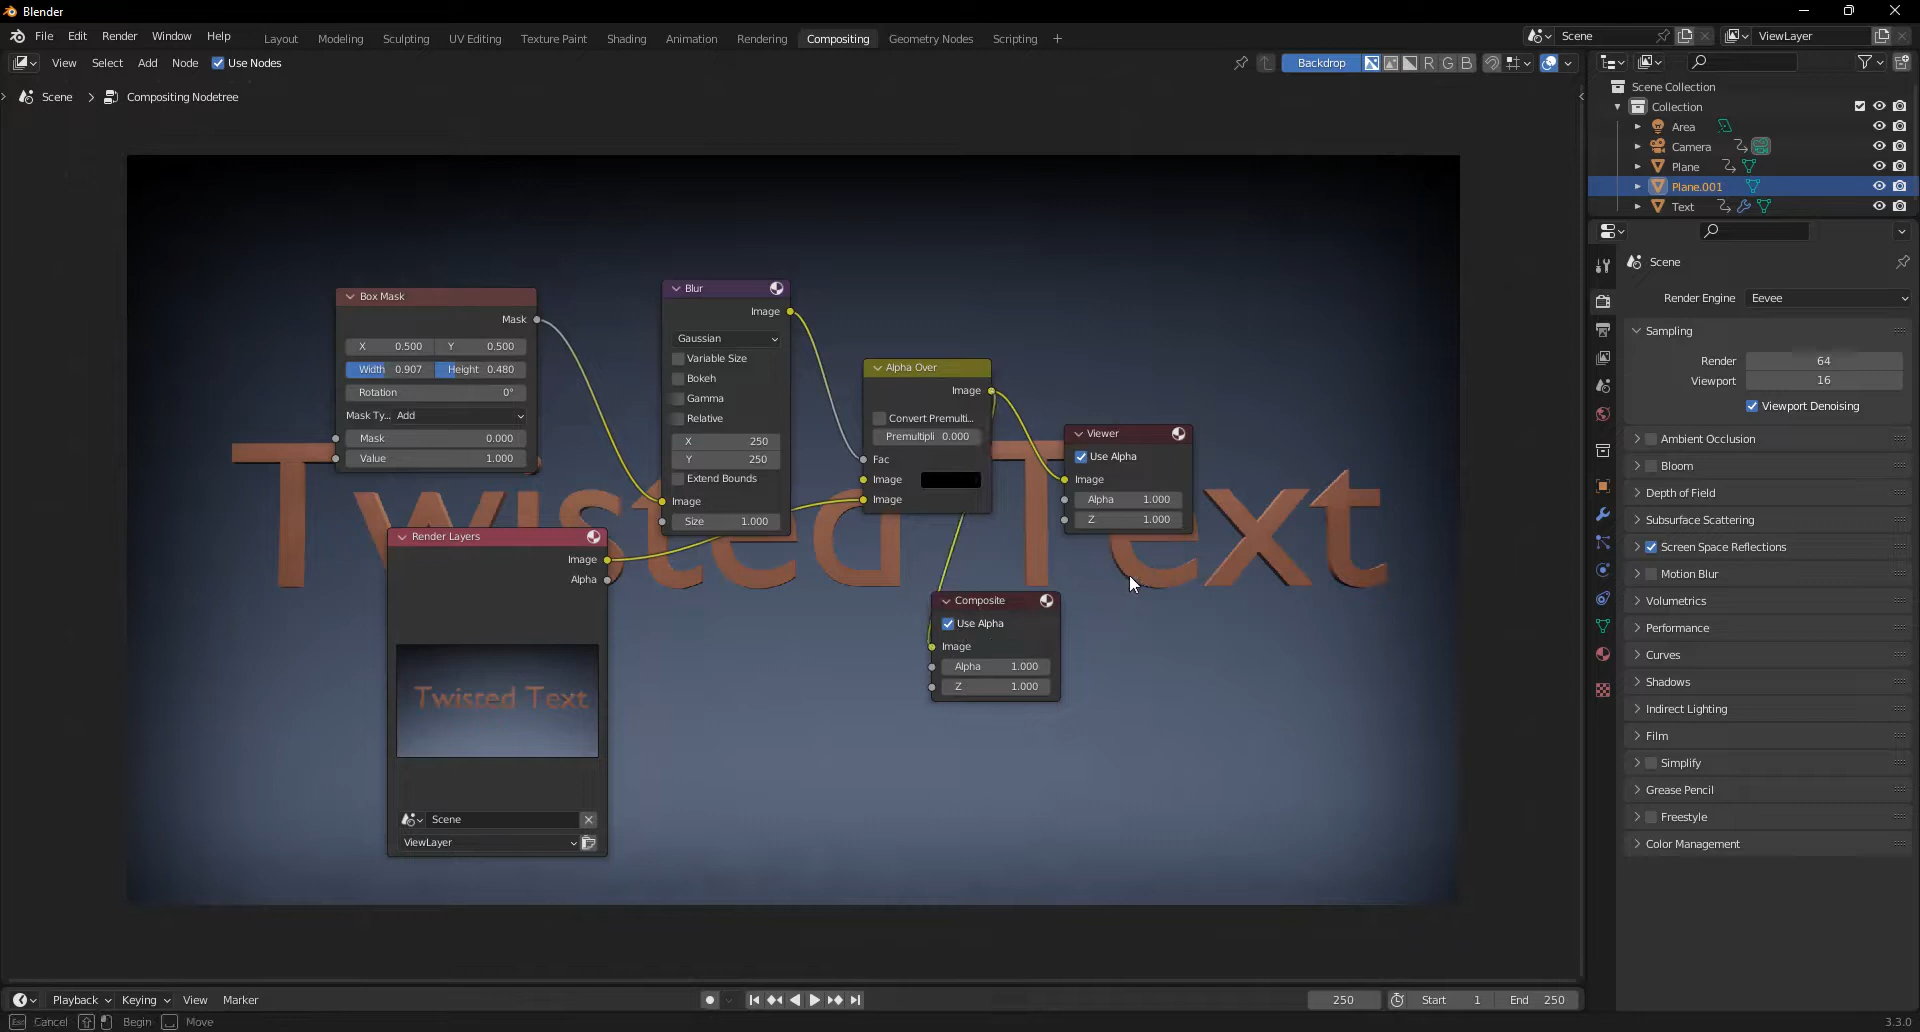 Blender
File Edit Render Window Help Layout Modeling Sculpting UV Editing Texture Paint Shading Animation Rendering Compositing Geometry Nodes Scripting + Scene ViewLayer
View Select Add Node Use Nodes Backdrop R G B
Scene > Compositing Nodetree
Scene Collection
Collection
Area
Camera
Plane
Plane.001
Text
Scene
Render Engine Eevee
Sampling
Render 64
Viewport 16
Viewport Denoising
Ambient Occlusion
Bloom
Depth of Field
Subsurface Scattering
Screen Space Reflections
Motion Blur
Volumetrics
Performance
Curves
Shadows
Indirect Lighting
Film
Simplify
Grease Pencil
Freestyle
Color Management
Box Mask
Mask
X 0.500 Y 0.500
Width 0.907 Height 0.480
Rotation 0°
Mask Ty... Add
Mask 0.000
Value 1.000
Blur
Image
Gaussian
Variable Size
Bokeh
Gamma
Relative
X 250
Y 250
Extend Bounds
Image
Size 1.000
Alpha Over
Image
Convert Premulti...
Premultipli 0.000
Fac
Image
Image
Viewer
Use Alpha
Image
Alpha 1.000
Z 1.000
Twisted Text
Render Layers
Image
Alpha
Twisted Text
Scene
ViewLayer
Composite
Use Alpha
Image
Alpha 1.000
Z 1.000
Playback Keying View Marker 250 Start 1 End 250
Esc Cancel Begin Move 3.3.0